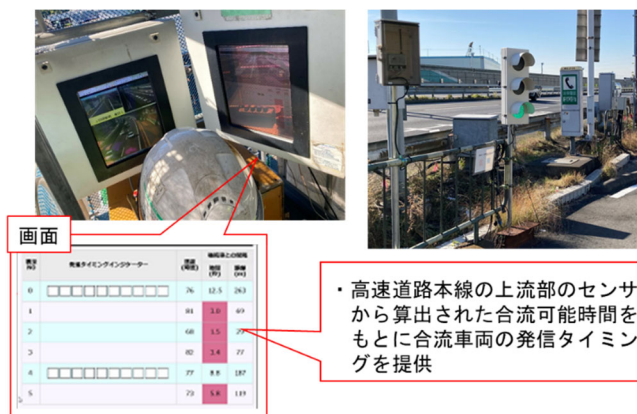 画面
発進タイミングインジケーター
0 76 12.5 263
1 81 3.0 69
2 68 1.5 29
3 82 3.4 77
4 77 8.8 187
5 73 5.8 119
・高速道路本線の上流部のセンサ
から算出された合流可能時間を
もとに合流車両の発信タイミン
グを提供